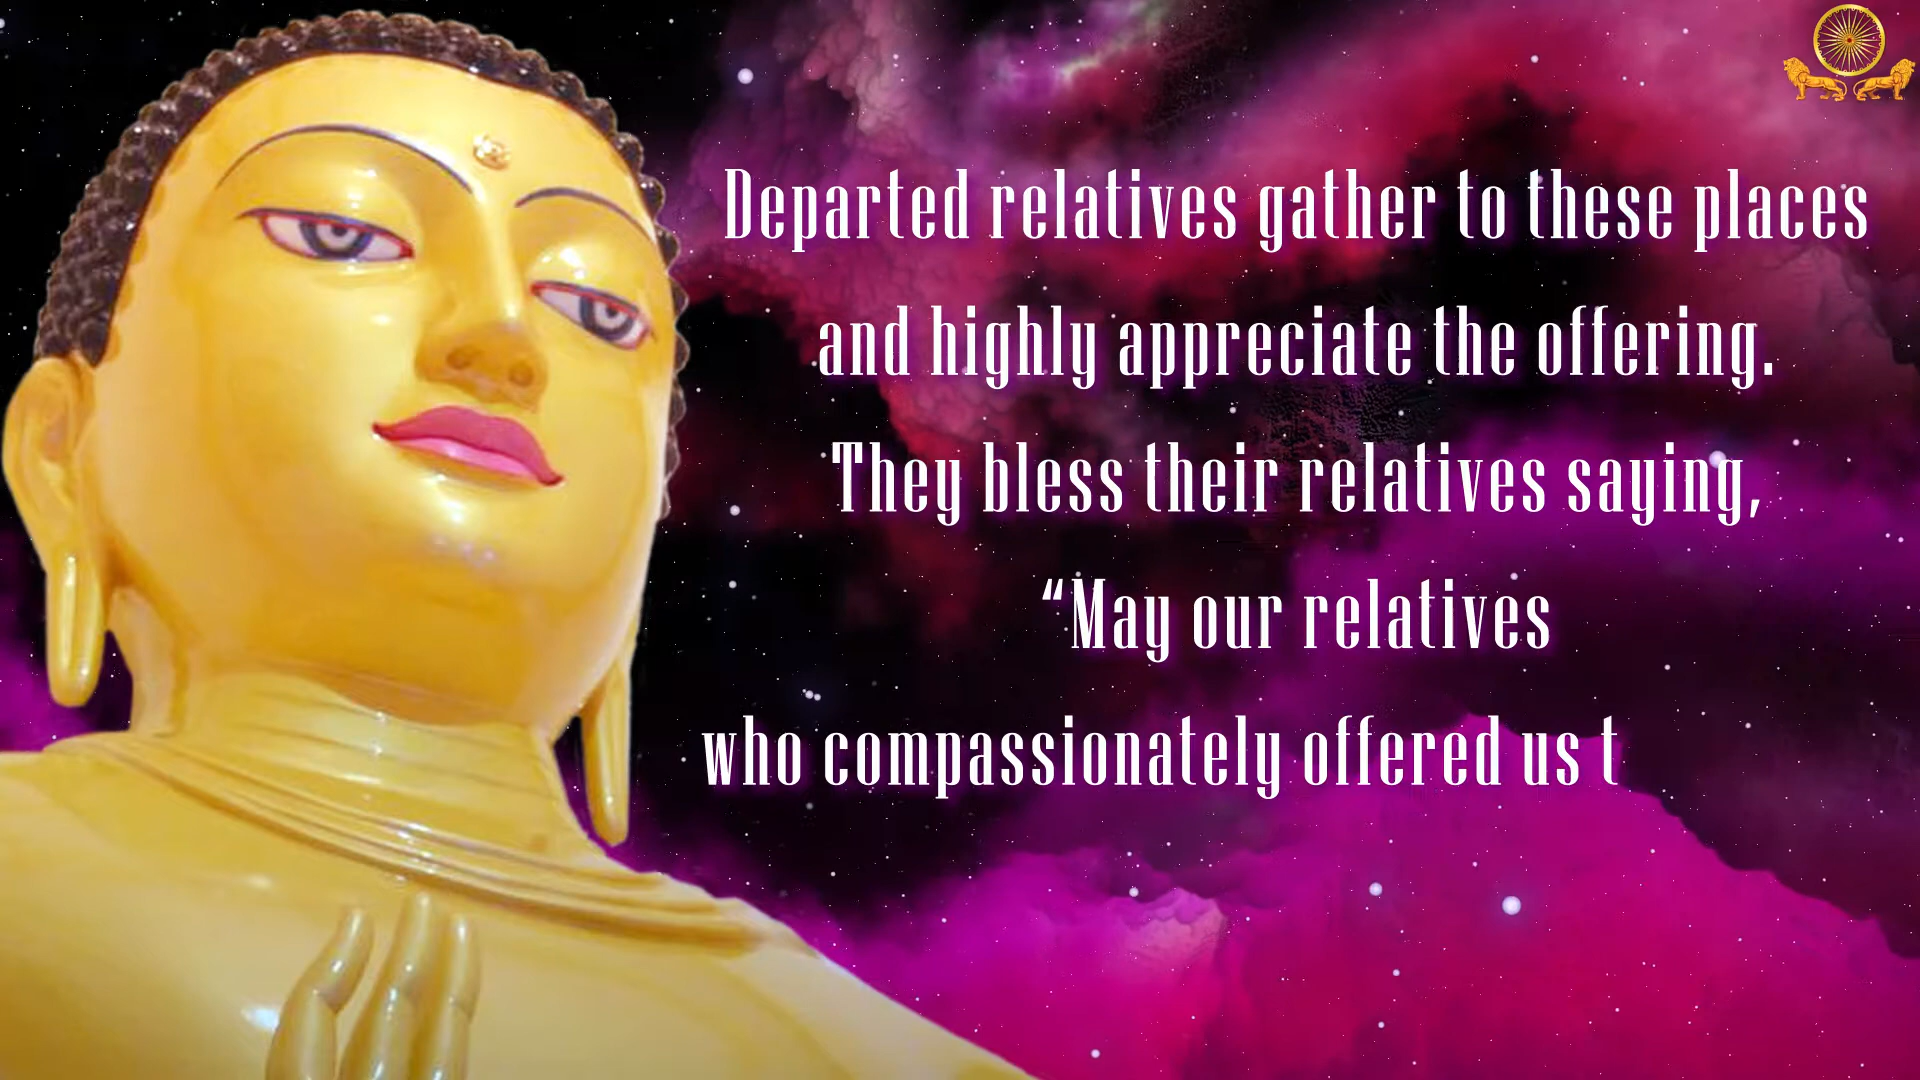 Departed relatives gather to these places
and highly appreciate the offering.
They bless their relatives saying,
“May our relatives
who compassionately offered us t